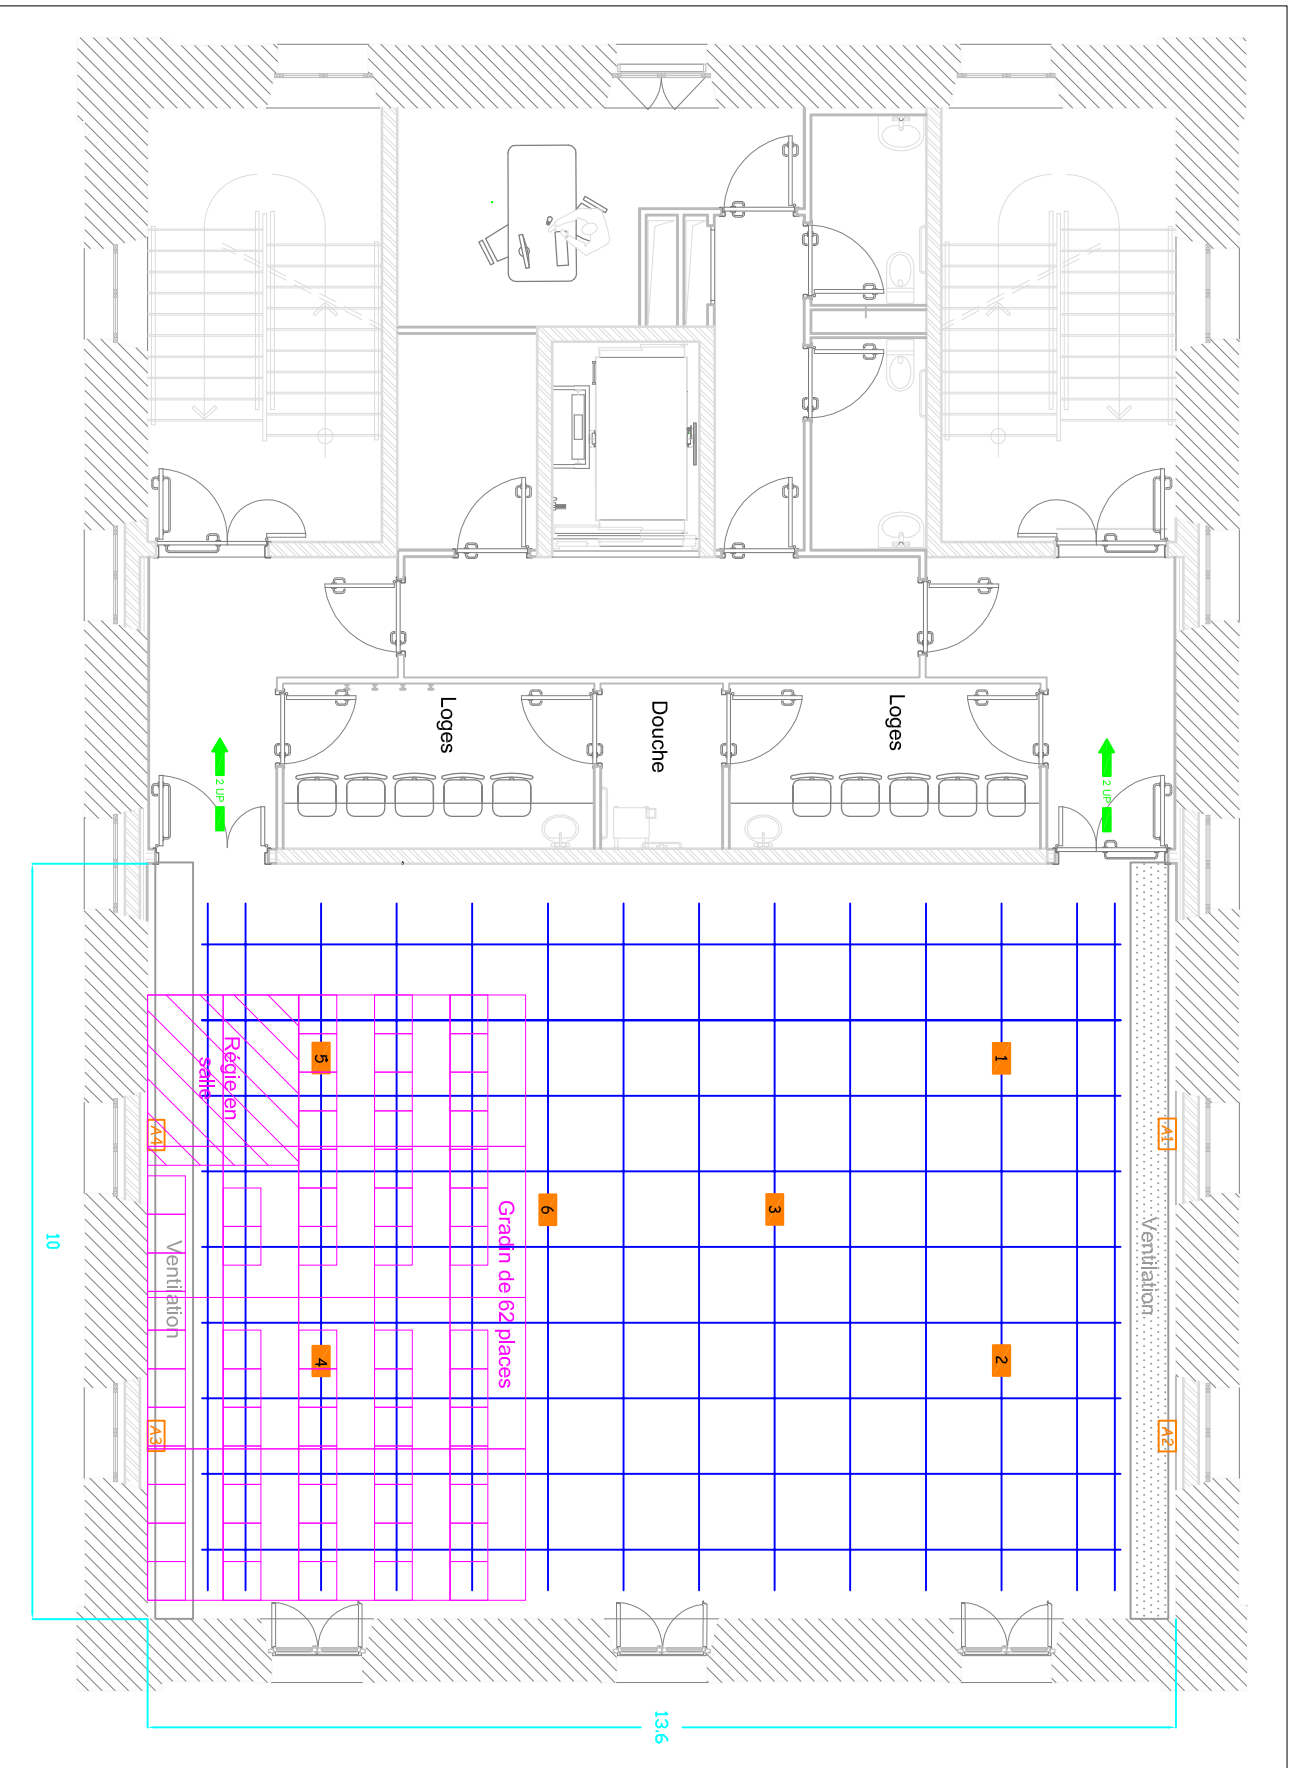 Loges
Douche
Loges
2 UP
2 UP
5
1
Régie en
salle
A4
A1
6
3
Gradin de 62 places
Ventilation
Ventilation
10
4
2
A3
A2
13.6